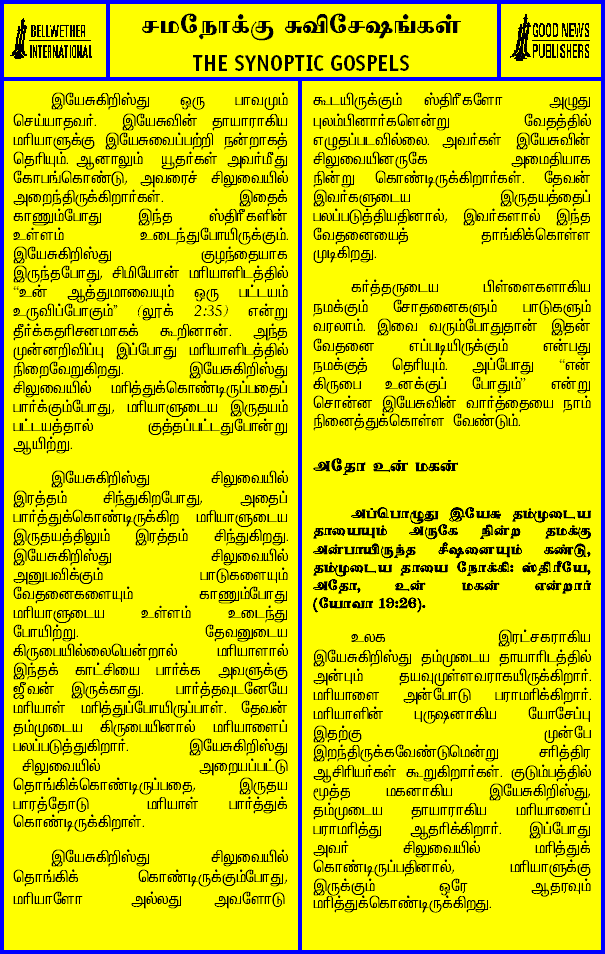 BELLWETHER
INTERNATIONAL
சமநோக்கு சுவிசேஷங்கள்
THE SYNOPTIC GOSPELS
GOOD NEWS
PUBLISHERS
இயேசுகிறிஸ்து ஒரு பாவமும்
செய்யாதவர். இயேசுவின் தாயாராகிய
மரியாளுக்கு இயேசுவைப்பற்றி நன்றாகத்
தெரியும். ஆனாலும் யூதர்கள் அவர்மீது
கோபங்கொண்டு, அவரைச் சிலுவையில்
அறைந்திருக்கிறார்கள். இதைக்
காணும்போது இந்த ஸ்திரீகளின்
உள்ளம் உடைந்துபோயிருக்கும்.
இயேசுகிறிஸ்து குழந்தையாக
இருந்தபோது, சிமியோன் மரியாளிடத்தில்
“உன் ஆத்துமாவையும் ஒரு பட்டயம்
உருவிப்போகும்” (லூக் 2:35) என்று
தீர்க்கதரிசனமாகக் கூறினான். அந்த
முன்னறிவிப்பு இப்போது மரியாளிடத்தில்
நிறைவேறுகிறது. இயேசுகிறிஸ்து
சிலுவையில் மரித்துக்கொண்டிருப்பதைப்
பார்க்கும்போது, மரியாளுடைய இருதயம்
பட்டயத்தால் குத்தப்பட்டதுபோன்று
ஆயிற்று.
இயேசுகிறிஸ்து சிலுவையில்
இரத்தம் சிந்துகிறபோது, அதைப்
பார்த்துக்கொண்டிருக்கிற மரியாளுடைய
இருதயத்திலும் இரத்தம் சிந்துகிறது.
இயேசுகிறிஸ்து சிலுவையில்
அனுபவிக்கும் பாடுகளையும்
வேதனைகளையும் காணும்போது
மரியாளுடைய உள்ளம் உடைந்து
போயிற்று. தேவனுடைய
கிருபையில்லையென்றால் மரியாளால்
இந்தக் காட்சியை பார்க்க அவளுக்கு
ஜீவன் இருக்காது. பார்த்தவுடனேயே
மரியாள் மரித்துப்போயிருப்பாள். தேவன்
தம்முடைய கிருபையினால் மரியாளைப்
பலப்படுத்துகிறார். இயேசுகிறிஸ்து
சிலுவையில் அறையப்பட்டு
தொங்கிக்கொண்டிருப்பதை, இருதய
பாரத்தோடு மரியாள் பார்த்துக்
கொண்டிருக்கிறாள்.
இயேசுகிறிஸ்து சிலுவையில்
தொங்கிக் கொண்டிருக்கும்போது,
மரியாளோ அல்லது அவளோடு
கூடயிருக்கும் ஸ்திரீகளோ அழுது
புலம்பினார்களென்று வேதத்தில்
எழுதப்படவில்லை. அவர்கள் இயேசுவின்
சிலுவையினருகே அமைதியாக
நின்று கொண்டிருக்கிறார்கள். தேவன்
இவர்களுடைய இருதயத்தைப்
பலப்படுத்தியதினால், இவர்களால் இந்த
வேதனையைத் தாங்கிக்கொள்ள
முடிகிறது.
கர்த்தருடைய பிள்ளைகளாகிய
நமக்கும் சோதனைகளும் பாடுகளும்
வரலாம். இவை வரும்போதுதான் இதன்
வேதனை எப்படியிருக்கும் என்பது
நமக்குத் தெரியும். அப்போது “என்
கிருபை உனக்குப் போதும்” என்று
சொன்ன இயேசுவின் வார்த்தையை நாம்
நினைத்துக்கொள்ள வேண்டும்.
அதோ உன் மகன்
அப்பொழுது இயேசு தம்முடைய
தாயையும் அருகே நின்ற தமக்கு
அன்பாயிருந்த சீஷனையும் கண்டு,
தம்முடைய தாயை நோக்கி: ஸ்திரீயே,
அதோ, உன் மகன் என்றார்
(யோவா 19:26).
உலக இரட்சகராகிய
இயேசுகிறிஸ்து தம்முடைய தாயாரிடத்தில்
அன்பும் தயவுமுள்ளவராகயிருக்கிறார்.
மரியாளை அன்போடு பராமரிக்கிறார்.
மரியாளின் புருஷனாகிய யோசேப்பு
இதற்கு முன்பே
இறந்திருக்கவேண்டுமென்று சரித்திர
ஆசிரியர்கள் கூறுகிறார்கள். குடும்பத்தில்
மூத்த மகனாகிய இயேசுகிறிஸ்து,
தம்முடைய தாயாராகிய மரியாளைப்
பராமரித்து ஆதரிக்கிறார். இப்போது
அவர் சிலுவையில் மரித்துக்
கொண்டிருப்பதினால், மரியாளுக்கு
இருக்கும் ஒரே ஆதரவும்
மரித்துக்கொண்டிருக்கிறது.